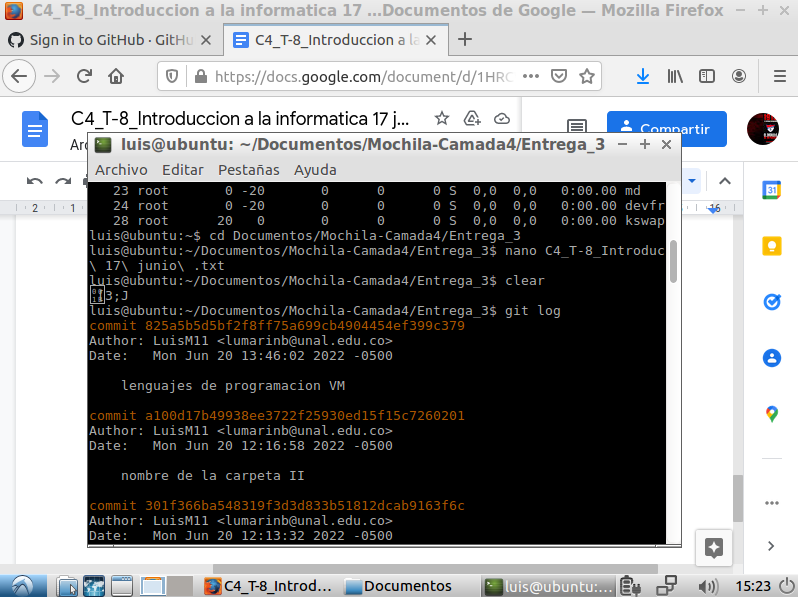 C4_T-8_Introduccion a la informatica 17 ...Documentos de Google — Mozilla Firefox
Sign in to GitHub · GitHu
C4_T-8_Introduccion a la
https://docs.google.com/document/d/1HRC
C4_T-8_Introduccion a la informatica 17 j...
Compartir
Ar
luis@ubuntu: ~/Documentos/Mochila-Camada4/Entrega_3
Archivo Editar Pestañas Ayuda
2 1 16
23 root 0 -20 0 0 0 S 0,0 0,0 0:00.00 md
24 root 0 -20 0 0 0 S 0,0 0,0 0:00.00 devfr
28 root 20 0 0 0 0 S 0,0 0,0 0:00.00 kswap
luis@ubuntu:~$ cd Documentos/Mochila-Camada4/Entrega_3
luis@ubuntu:~/Documentos/Mochila-Camada4/Entrega_3$ nano C4_T-8_Introduc
\ 17\ junio\ .txt
luis@ubuntu:~/Documentos/Mochila-Camada4/Entrega_3$ clear
3;J
luis@ubuntu:~/Documentos/Mochila-Camada4/Entrega_3$ git log
commit 825a5b5d5bf2f8ff75a699cb4904454ef399c379
Author: LuisM11 <lumarinb@unal.edu.co>
Date: Mon Jun 20 13:46:02 2022 -0500
lenguajes de programacion VM
commit a100d17b49938ee3722f25930ed15f15c7260201
Author: LuisM11 <lumarinb@unal.edu.co>
Date: Mon Jun 20 12:16:58 2022 -0500
nombre de la carpeta II
commit 301f366ba548319f3d3d833b51812dcab9163f6c
Author: LuisM11 <lumarinb@unal.edu.co>
Date: Mon Jun 20 12:13:32 2022 -0500
31
C4_T-8_Introd...
Documentos
luis@ubuntu:...
15:23